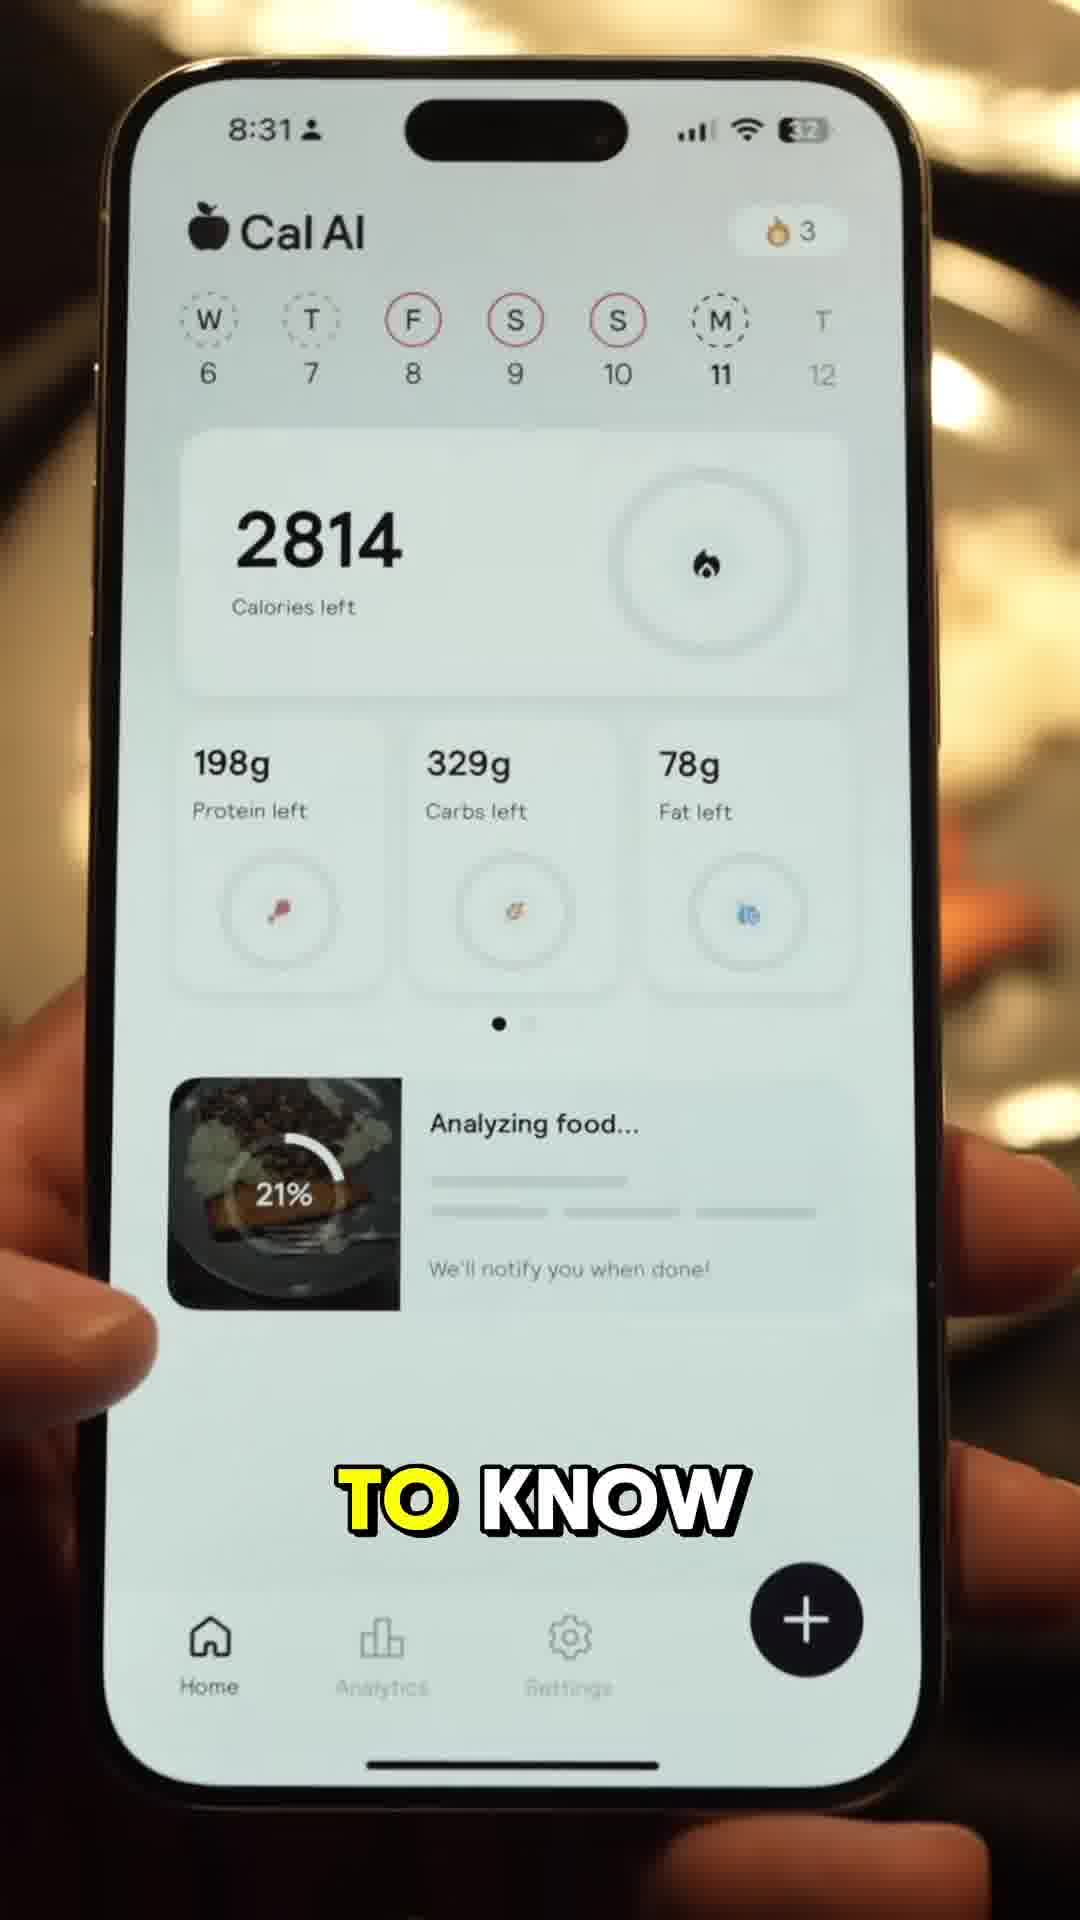 8:31
32
Cal AI
3
W T F S S M T
6 7 8 9 10 11 12
2814
Calories left
198g 329g 78g
Protein left Carbs left Fat left
21%
Analyzing food...
We'll notify you when done!
TO KNOW
Home Analytics Settings